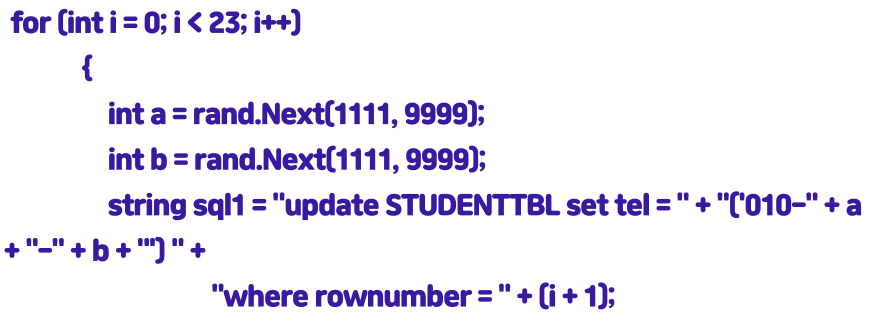 for (int i = 0; i < 23; i++)
{
int a = rand.Next(1111, 9999);
int b = rand.Next(1111, 9999);
string sql1 = "update STUDENTTBL set tel = " + "('010-" + a
+ "-" + b + "') " +
"where rownumber = " + (i + 1);